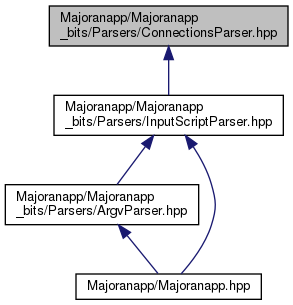 Majoranapp/Majoranapp
_bits/Parsers/ConnectionsParser.hpp
Majoranapp/Majoranapp
_bits/Parsers/InputScriptParser.hpp
Majoranapp/Majoranapp
_bits/Parsers/ArgvParser.hpp
Majoranapp/Majoranapp.hpp